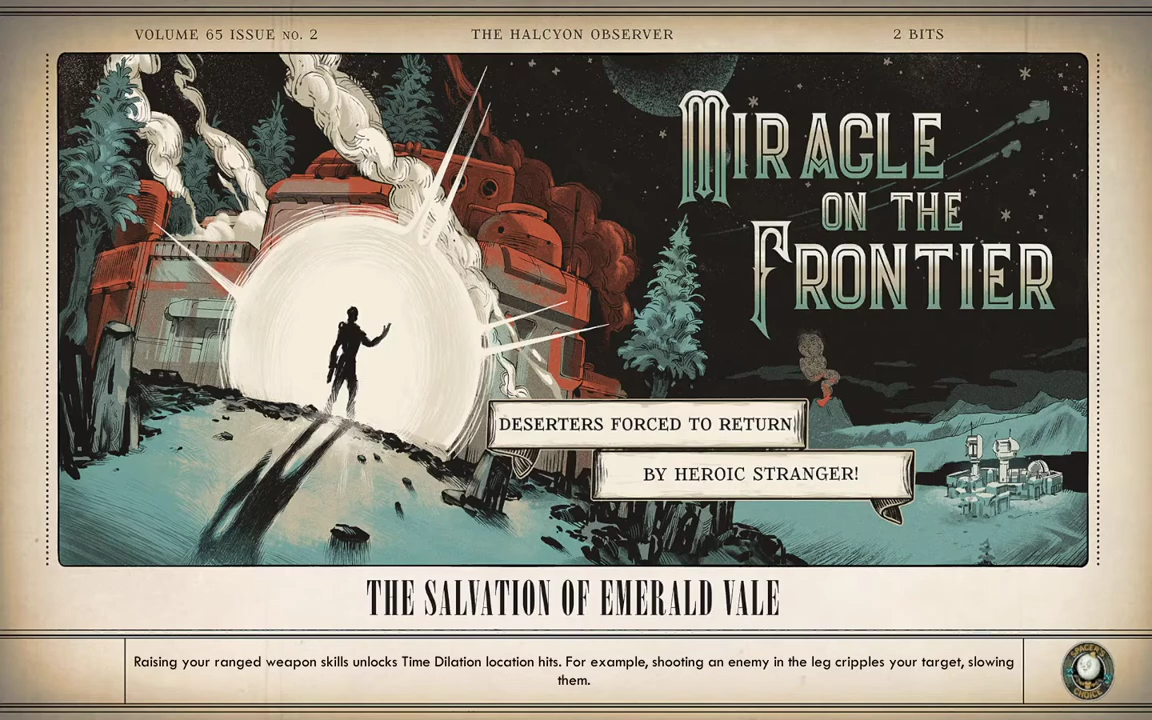 VOLUME 65 ISSUE NO. 2
THE HALCYON OBSERVER
2 BITS
MIRACLE
ON THE
FRONTIER
DESERTERS FORCED TO RETURN
BY HEROIC STRANGER!
THE SALVATION OF EMERALD VALE
Raising your ranged weapon skills unlocks Time Dilation location hits. For example, shooting an enemy in the leg cripples your target, slowing
them.
SPACER'S
CHOICE